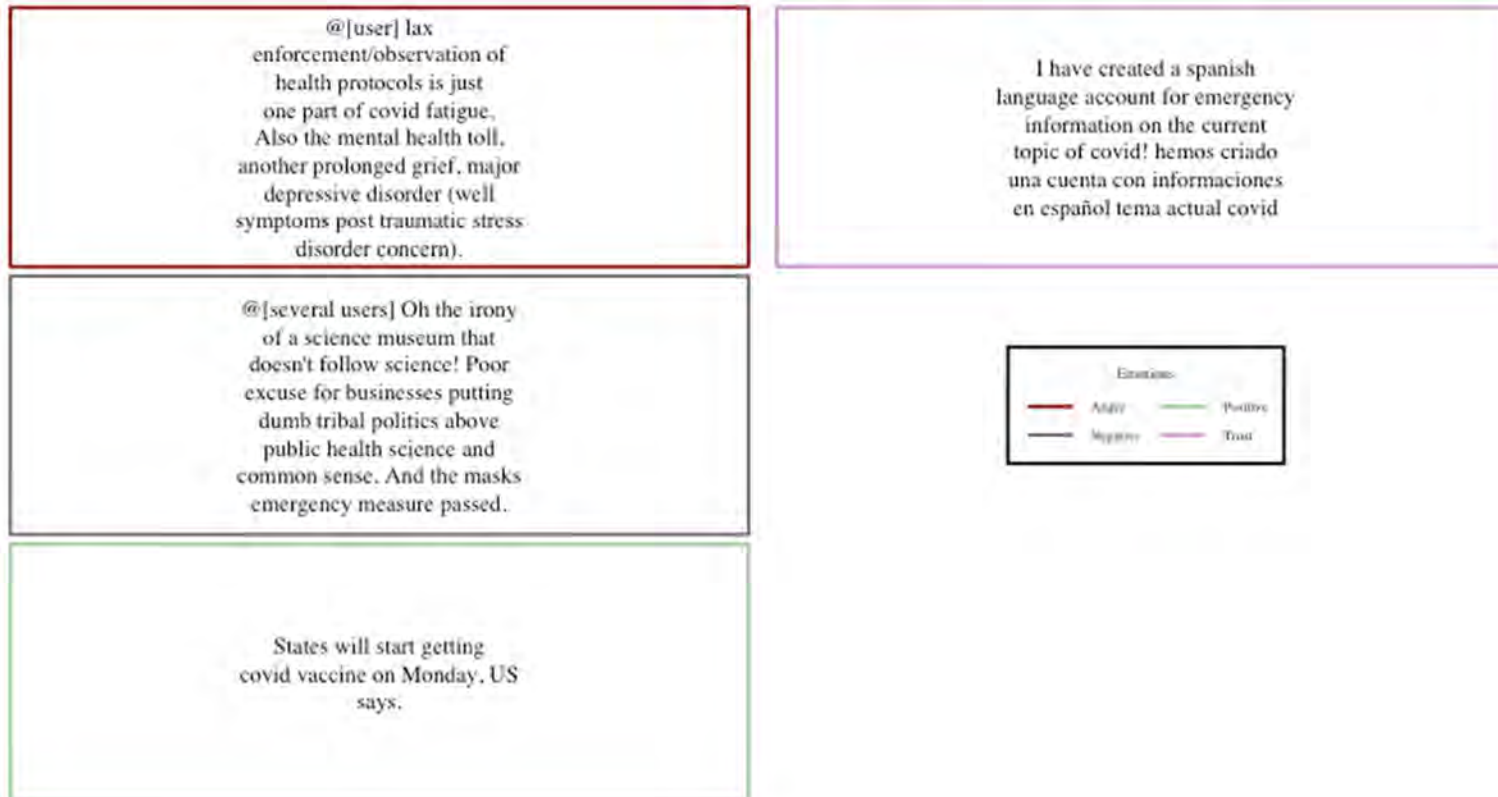 @[user] lax
enforcement/observation of
health protocols is just
one part of covid fatigue.
Also the mental health toll,
another prolonged grief, major
depressive disorder (well
symptoms post traumatic stress
disorder concern).
I have created a spanish
language account for emergency
information on the current
topic of covid! hemos criado
una cuenta con informaciones
en español tema actual covid
@[several users] Oh the irony
of a science museum that
doesn't follow science! Poor
excuse for businesses putting
dumb tribal politics above
public health science and
common sense. And the masks
emergency measure passed.
Emotions
Anger
Positive
Negative
Trust
States will start getting
covid vaccine on Monday, US
says.